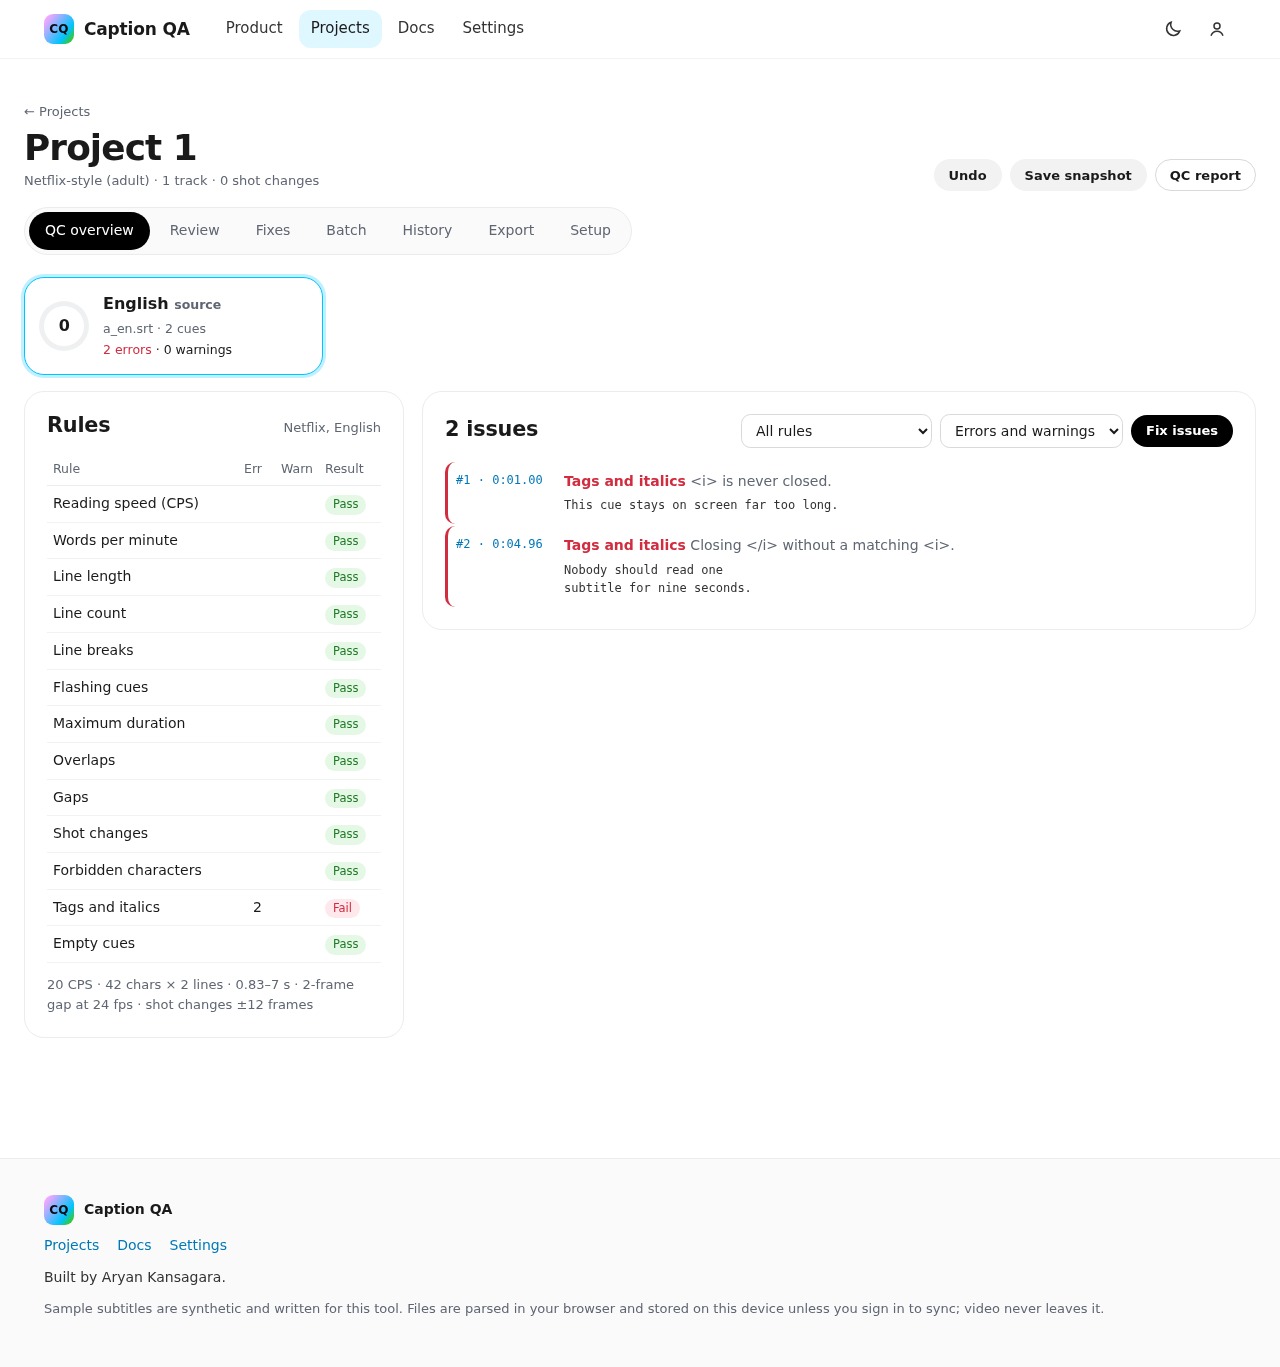 CQ Caption QA Product Projects Docs Settings
← Projects
Project 1
Netflix-style (adult) · 1 track · 0 shot changes
Undo Save snapshot QC report
QC overview Review Fixes Batch History Export Setup
0
English source
a_en.srt · 2 cues
2 errors · 0 warnings
Rules Netflix, English
Rule Err Warn Result
Reading speed (CPS) Pass
Words per minute Pass
Line length Pass
Line count Pass
Line breaks Pass
Flashing cues Pass
Maximum duration Pass
Overlaps Pass
Gaps Pass
Shot changes Pass
Forbidden characters Pass
Tags and italics 2 Fail
Empty cues Pass
20 CPS · 42 chars × 2 lines · 0.83–7 s · 2-frame
gap at 24 fps · shot changes ±12 frames
2 issues All rules Errors and warnings Fix issues
#1 · 0:01.00 Tags and italics <i> is never closed.
This cue stays on screen far too long.
#2 · 0:04.96 Tags and italics Closing </i> without a matching <i>.
Nobody should read one
subtitle for nine seconds.
CQ Caption QA
Projects Docs Settings
Built by Aryan Kansagara.
Sample subtitles are synthetic and written for this tool. Files are parsed in your browser and stored on this device unless you sign in to sync; video never leaves it.